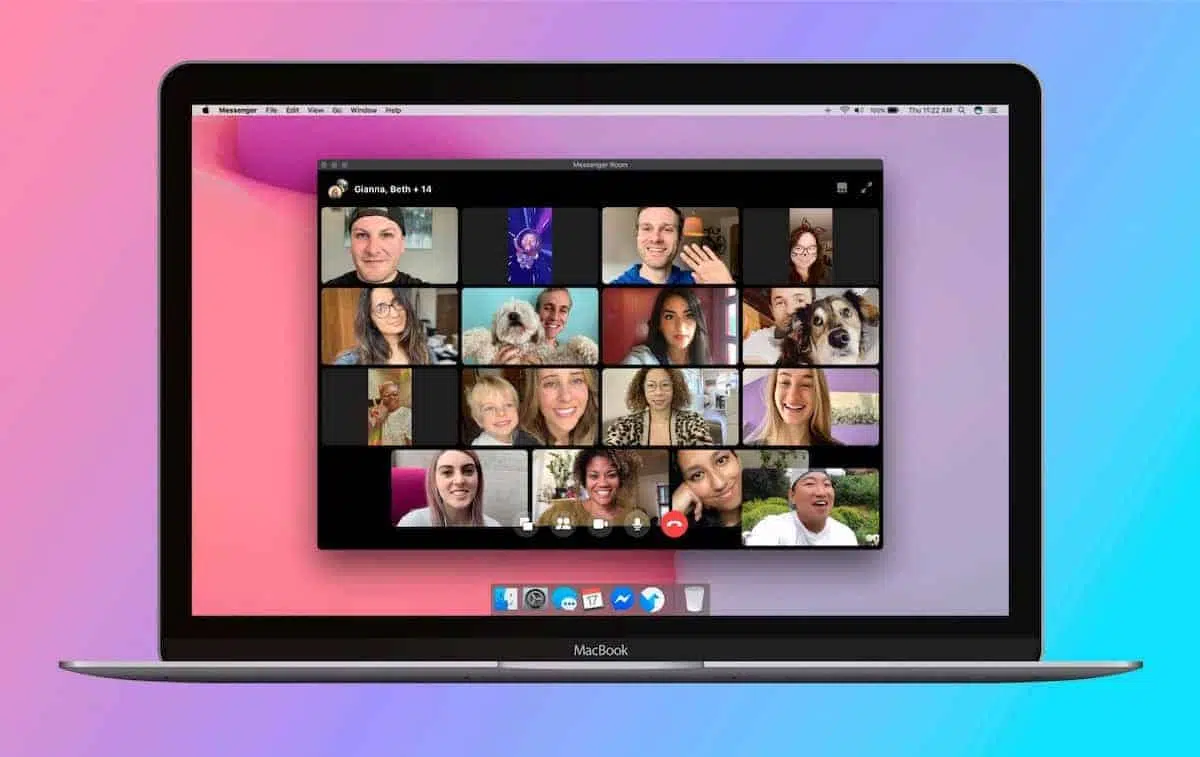 Messenger File Edit View Go Window Help 100% Thu 11:22 AM
Messenger Room
Gianna, Beth + 14
17
MacBook